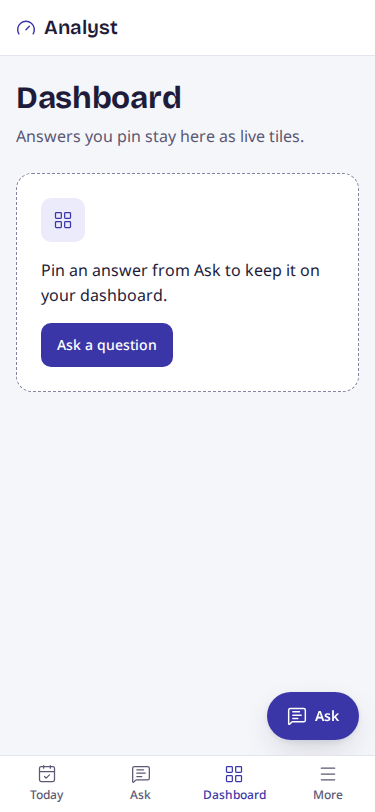 Analyst
Dashboard
Answers you pin stay here as live tiles.
Pin an answer from Ask to keep it on
your dashboard.
Ask a question
Ask
Today
Ask
Dashboard
More